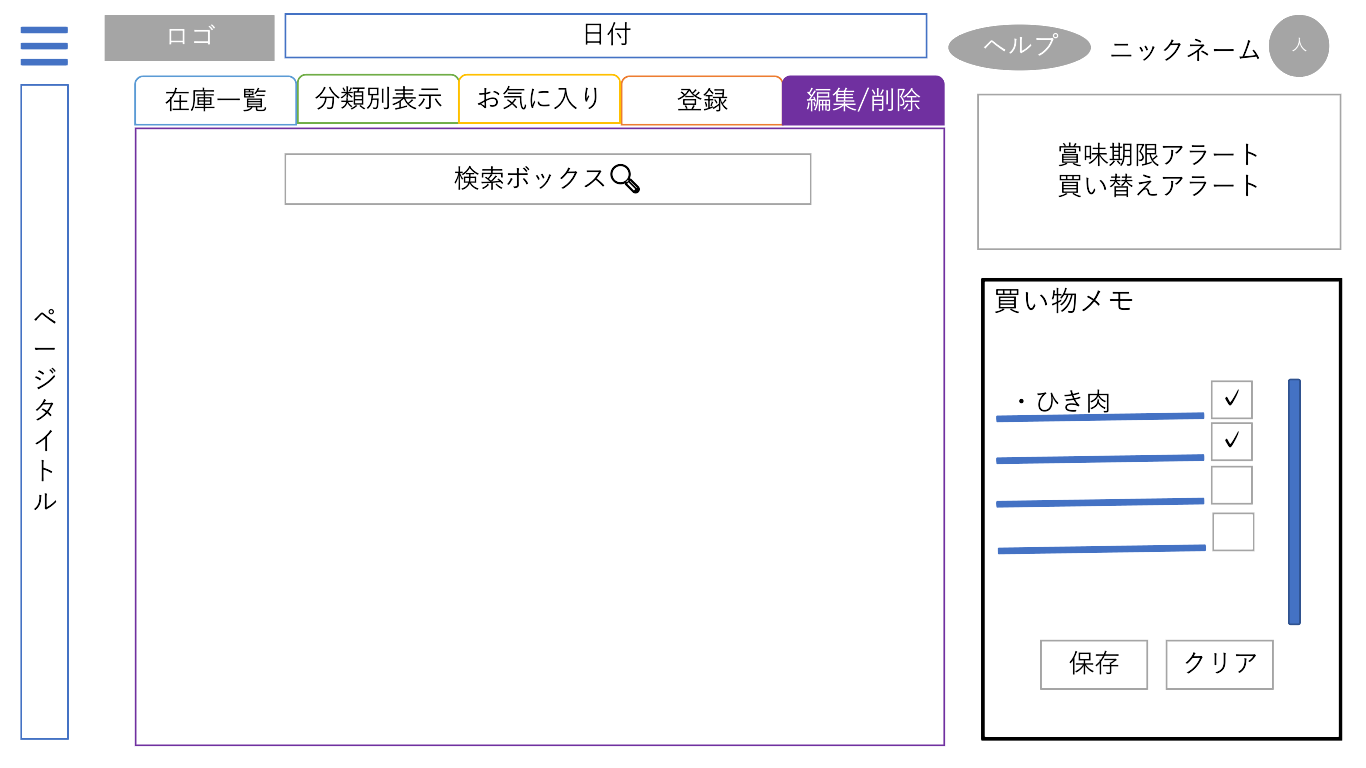 ロゴ
日付
ヘルプ
ニックネーム
人
在庫一覧
分類別表示
お気に入り
登録
編集/削除
検索ボックス
ページタイトル
賞味期限アラート
買い替えアラート
買い物メモ
・ひき肉
✓
✓
保存
クリア